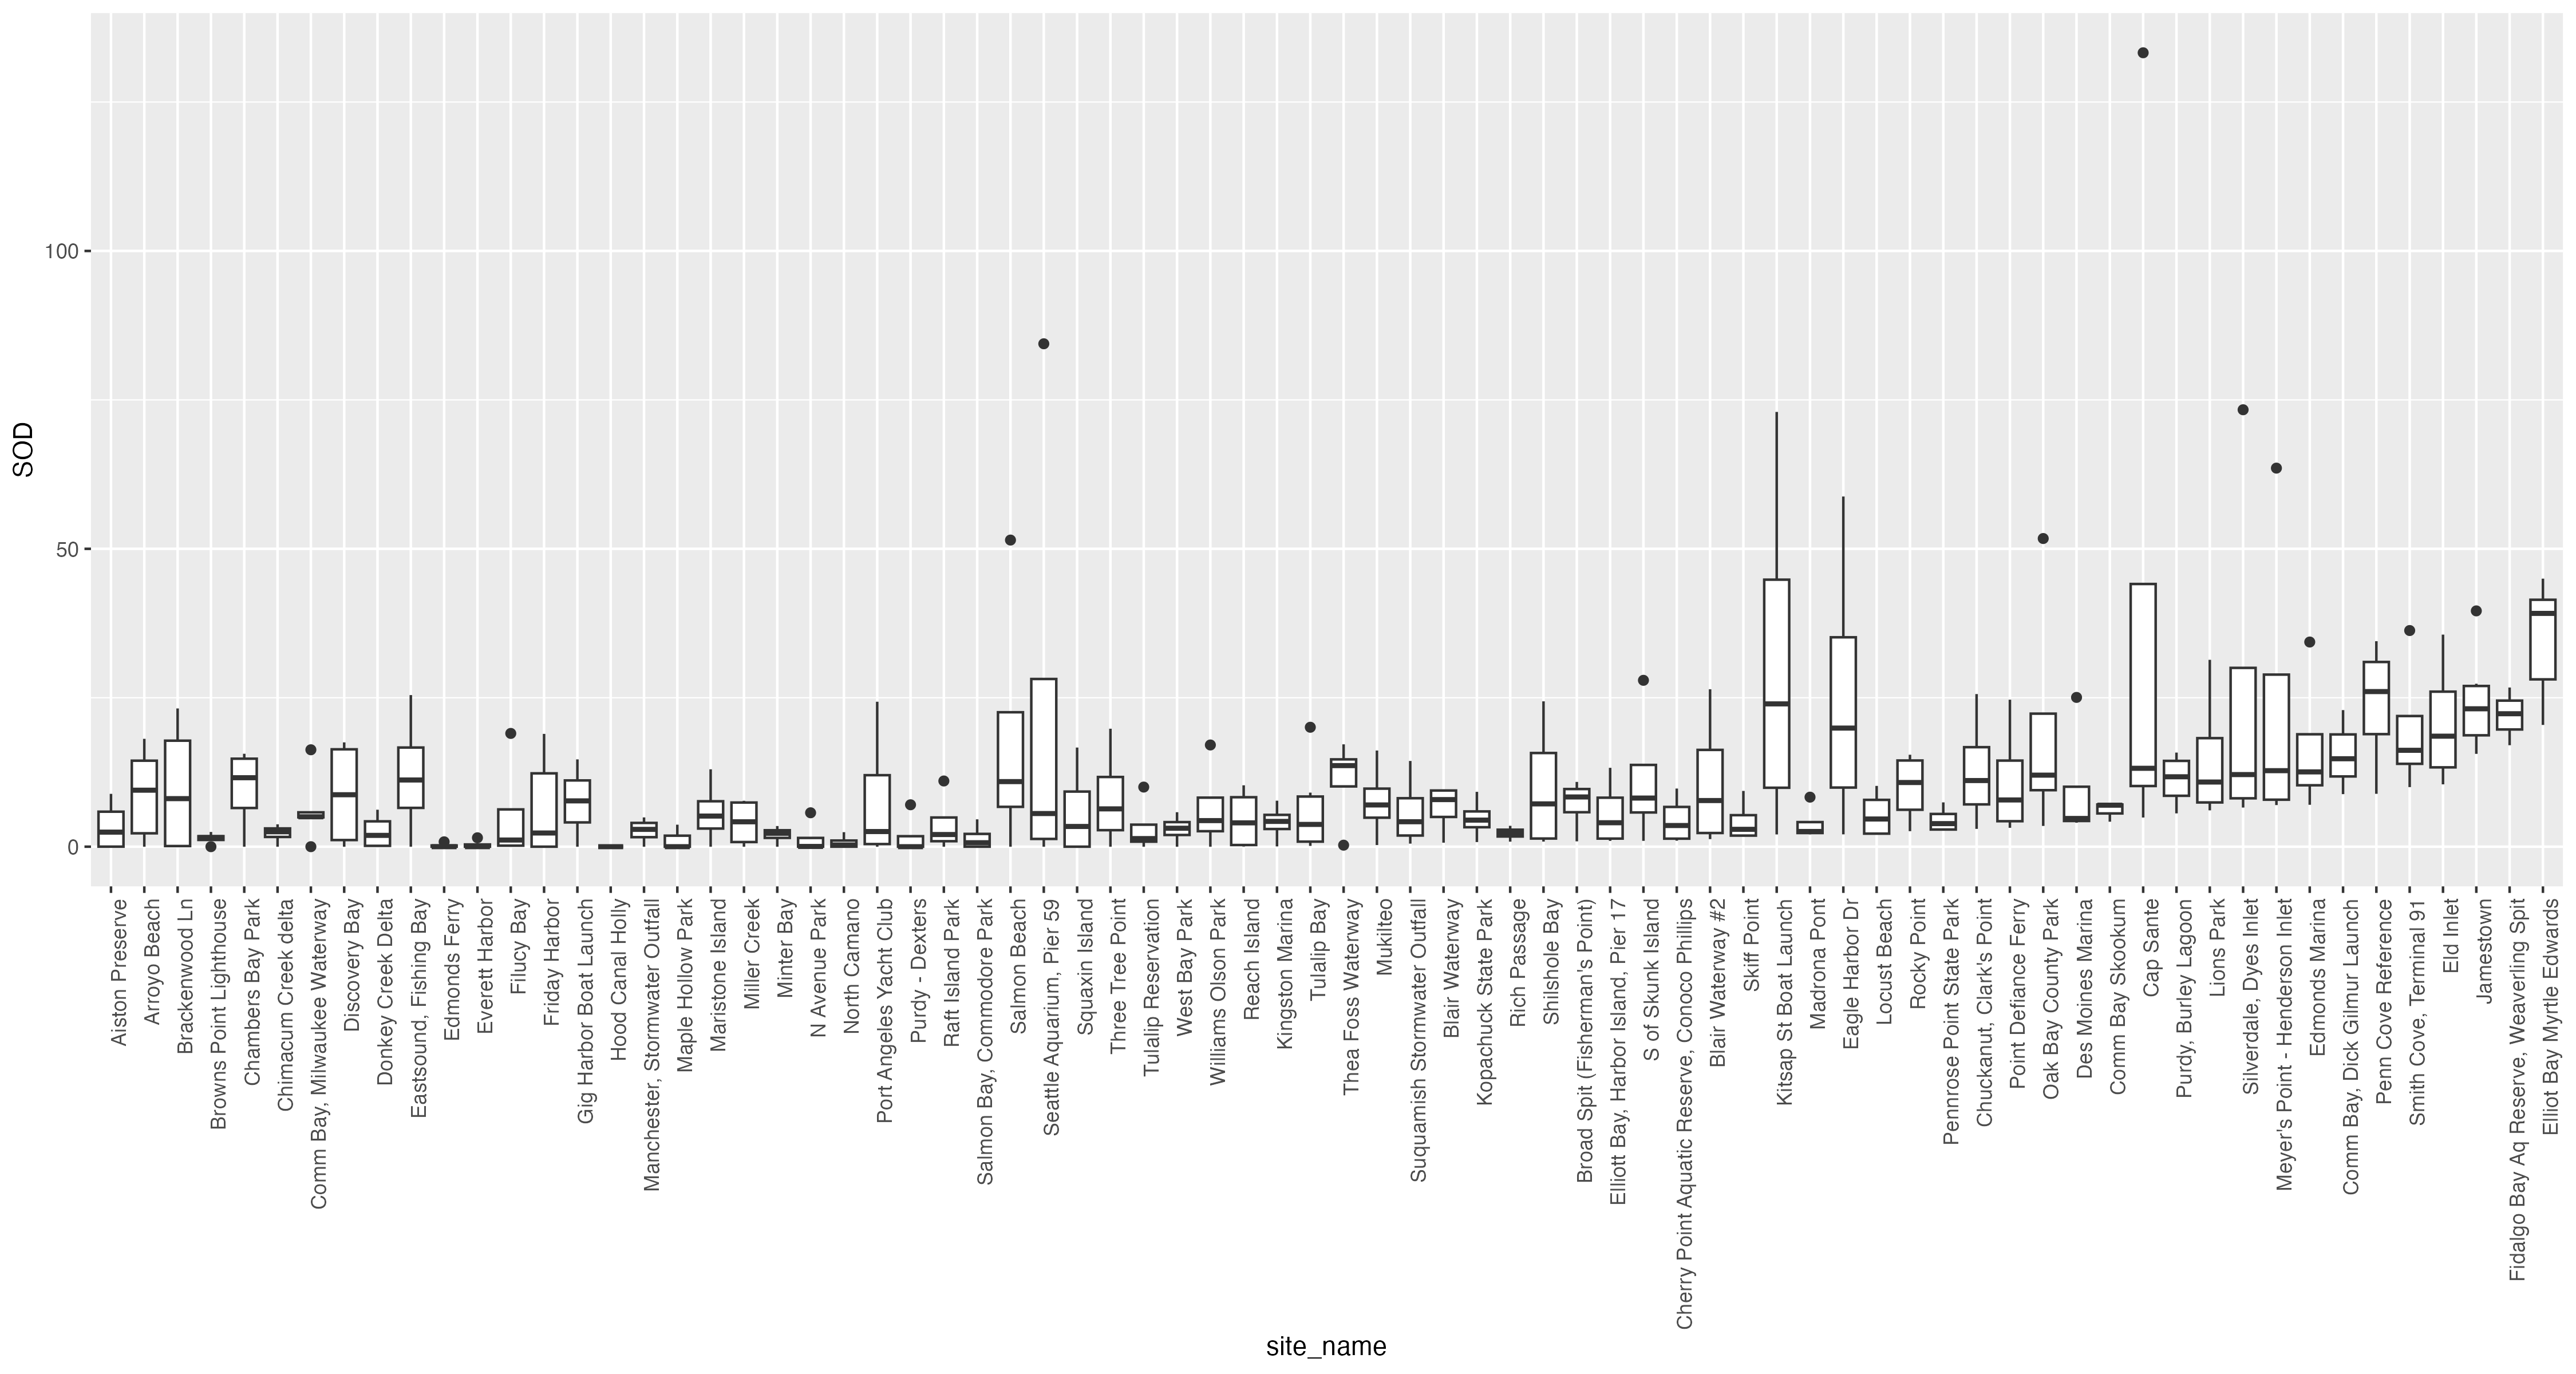 SOD
100
50
0
Aiston Preserve
Arroyo Beach
Brackenwood Ln
Browns Point Lighthouse
Chambers Bay Park
Chimacum Creek delta
Comm Bay, Milwaukee Waterway
Discovery Bay
Donkey Creek Delta
Eastsound, Fishing Bay
Edmonds Ferry
Everett Harbor
Filucy Bay
Friday Harbor
Gig Harbor Boat Launch
Hood Canal Holly
Manchester, Stormwater Outfall
Maple Hollow Park
Maristone Island
Miller Creek
Minter Bay
N Avenue Park
North Camano
Port Angeles Yacht Club
Purdy - Dexters
Raft Island Park
Salmon Bay, Commodore Park
Salmon Beach
Seattle Aquarium, Pier 59
Squaxin Island
Three Tree Point
Tulalip Reservation
West Bay Park
Williams Olson Park
Reach Island
Kingston Marina
Tulalip Bay
Thea Foss Waterway
Mukilteo
Suquamish Stormwater Outfall
Blair Waterway
Kopachuck State Park
Rich Passage
Shilshole Bay
Broad Spit (Fisherman's Point)
Elliott Bay, Harbor Island, Pier 17
S of Skunk Island
Cherry Point Aquatic Reserve, Conoco Phillips
Blair Waterway #2
Skiff Point
Kitsap St Boat Launch
Madrona Pont
Eagle Harbor Dr
Locust Beach
Rocky Point
Pennrose Point State Park
Chuckanut, Clark's Point
Point Defiance Ferry
Oak Bay County Park
Des Moines Marina
Comm Bay Skookum
Cap Sante
Purdy, Burley Lagoon
Lions Park
Silverdale, Dyes Inlet
Meyer's Point - Henderson Inlet
Edmonds Marina
Comm Bay, Dick Gilmur Launch
Penn Cove Reference
Smith Cove, Terminal 91
Eld Inlet
Jamestown
Fidalgo Bay Aq Reserve, Weaverling Spit
Elliot Bay Myrtle Edwards
site_name